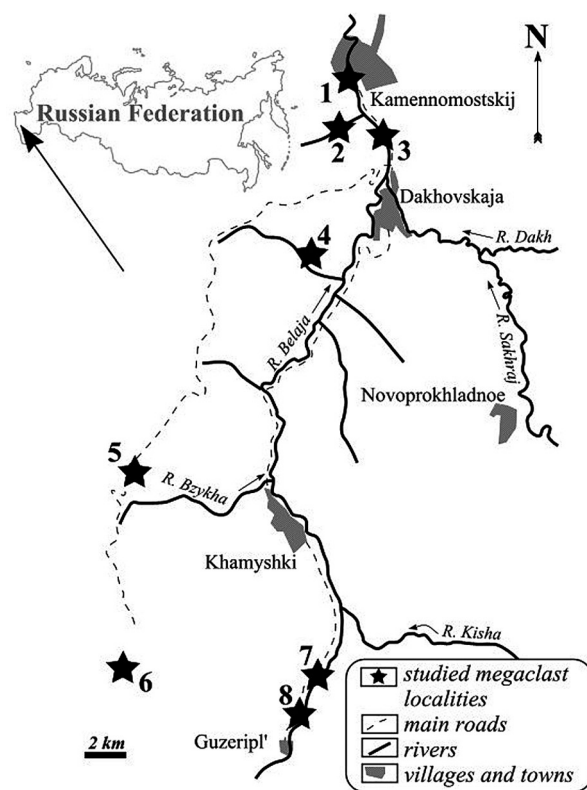 N
Russian Federation
1
Kamennomostskij
2
3
Dakhovskaja
4
R. Dakh
R. Belaja
R. Sakhraj
Novoprokhladnoe
5
R. Bzykha
Khamyshki
R. Kisha
6
7
8
Guzeripl'
2 km
studied megaclast
localities
main roads
rivers
villages and towns